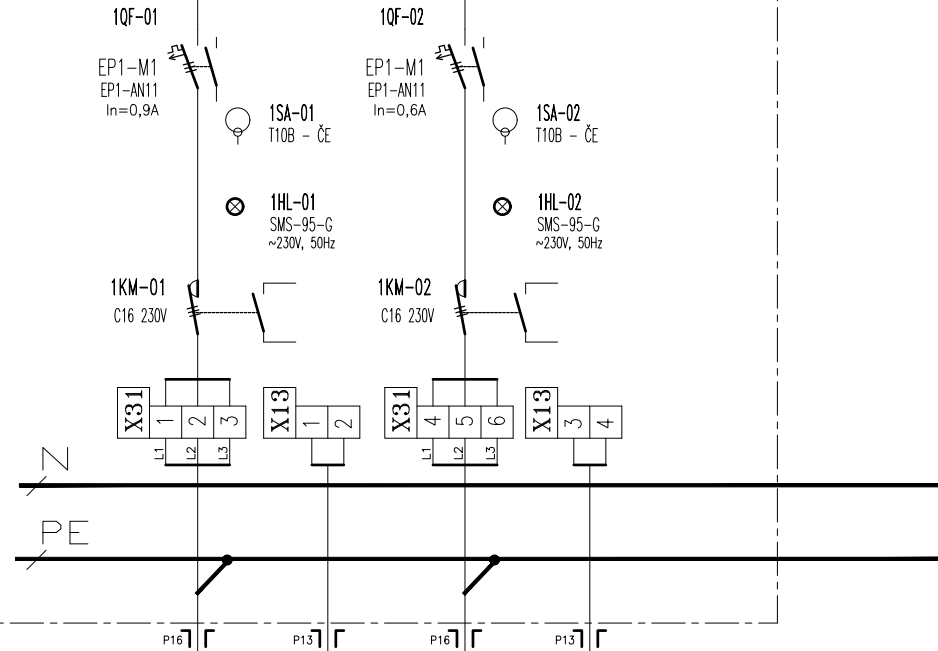 1QF-01
EP1-M1
EP1-AN11
In=0,9A
1SA-01
T10B - ČE
1HL-01
SMS-95-G
~230V, 50Hz
1KM-01
C16 230V
X31
1
2
3
L1
L2
L3
X13
1
2
1QF-02
EP1-M1
EP1-AN11
In=0,6A
1SA-02
T10B - ČE
1HL-02
SMS-95-G
~230V, 50Hz
1KM-02
C16 230V
X31
4
5
6
L1
L2
L3
X13
3
4
N
PE
P16
P13
P16
P13